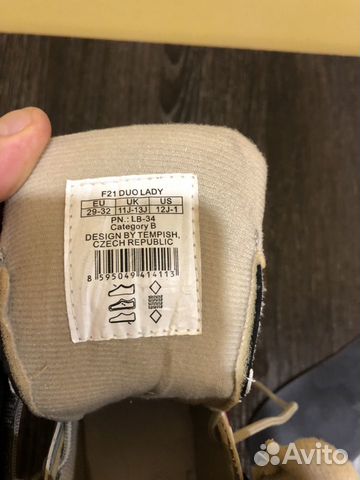 F21 DUO LADY
EU UK US
29-32 11J-13J 12J-1
PN.: LB-34
Category B
DESIGN BY TEMPISH,
CZECH REPUBLIC
8 595049 414113
Avito